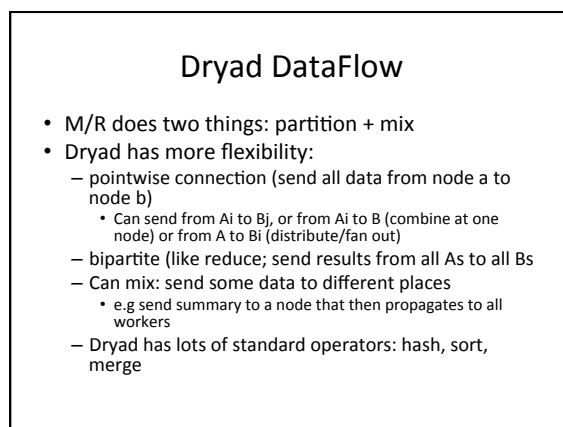 Dryad DataFlow
• M/R does two things: partition + mix
• Dryad has more flexibility:
– pointwise connection (send all data from node a to
node b)
• Can send from Ai to Bj, or from Ai to B (combine at one
node) or from A to Bi (distribute/fan out)
– bipartite (like reduce; send results from all As to all Bs
– Can mix: send some data to different places
• e.g send summary to a node that then propagates to all
workers
– Dryad has lots of standard operators: hash, sort,
merge